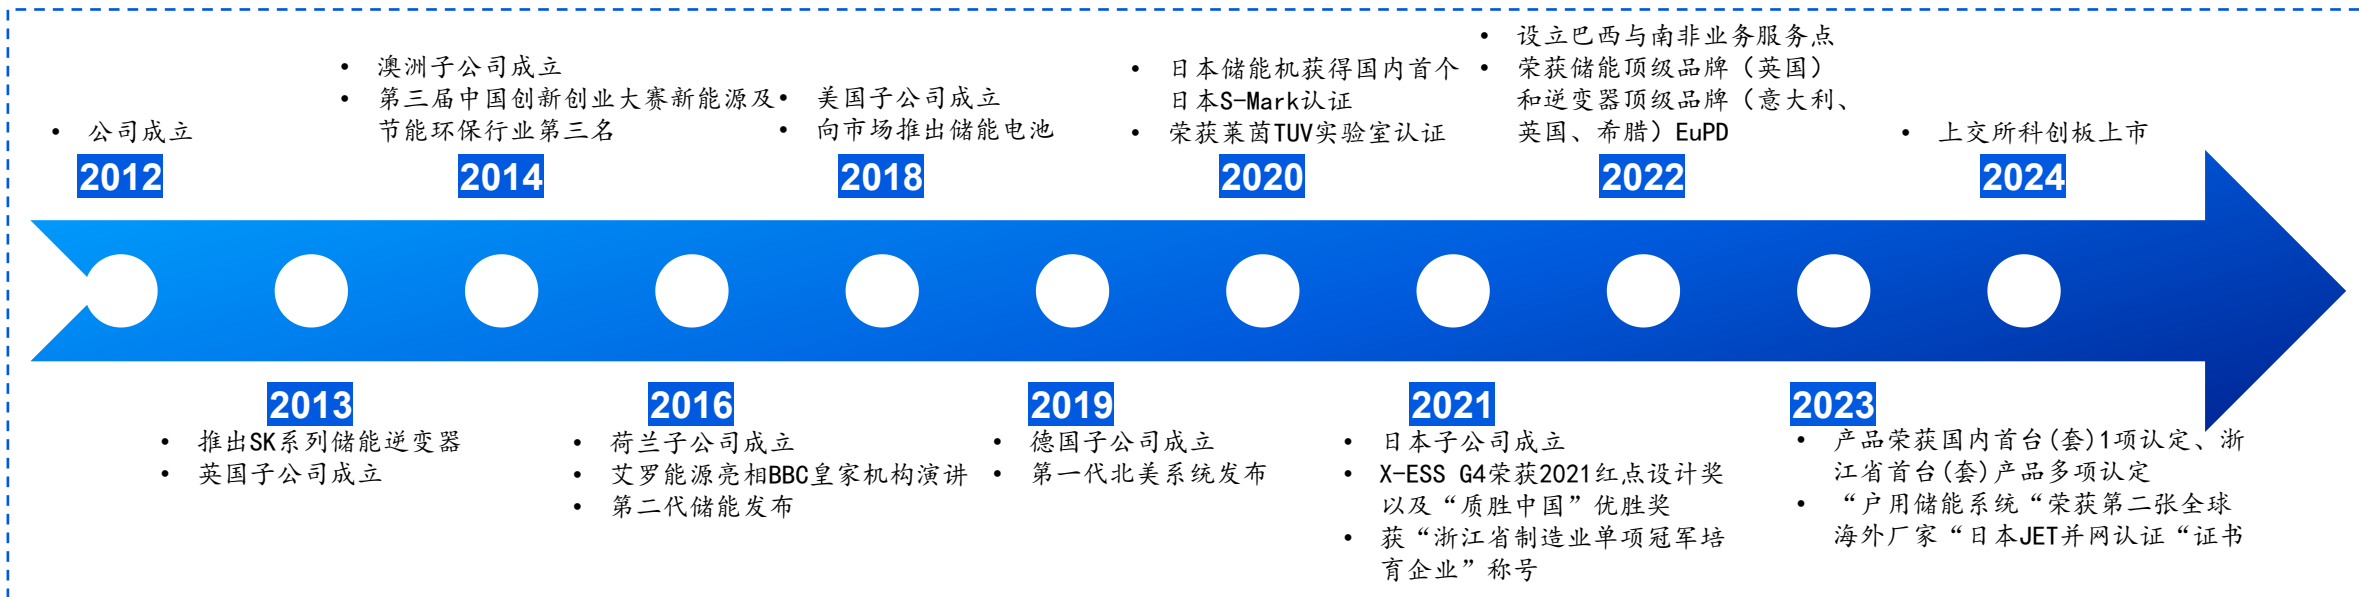 • 公司成立
2012
• 澳洲子公司成立
• 第三届中国创新创业大赛新能源及
节能环保行业第三名
2014
• 美国子公司成立
• 向市场推出储能电池
2018
• 日本储能机获得国内首个
日本S-Mark认证
• 荣获莱茵TUV实验室认证
2020
• 设立巴西与南非业务服务点
• 荣获储能顶级品牌（英国）
和逆变器顶级品牌（意大利、
英国、希腊）EuPD
2022
• 上交所科创板上市
2024
2013
• 推出SK系列储能逆变器
• 英国子公司成立
2016
• 荷兰子公司成立
• 艾罗能源亮相BBC皇家机构演讲
• 第二代储能发布
2019
• 德国子公司成立
• 第一代北美系统发布
2021
• 日本子公司成立
• X-ESS G4荣获2021红点设计奖
以及“质胜中国”优胜奖
• 获“浙江省制造业单项冠军培
育企业”称号
2023
• 产品荣获国内首台(套)1项认定、浙
江省首台(套)产品多项认定
• “户用储能系统“荣获第二张全球
海外厂家“日本JET并网认证“证书